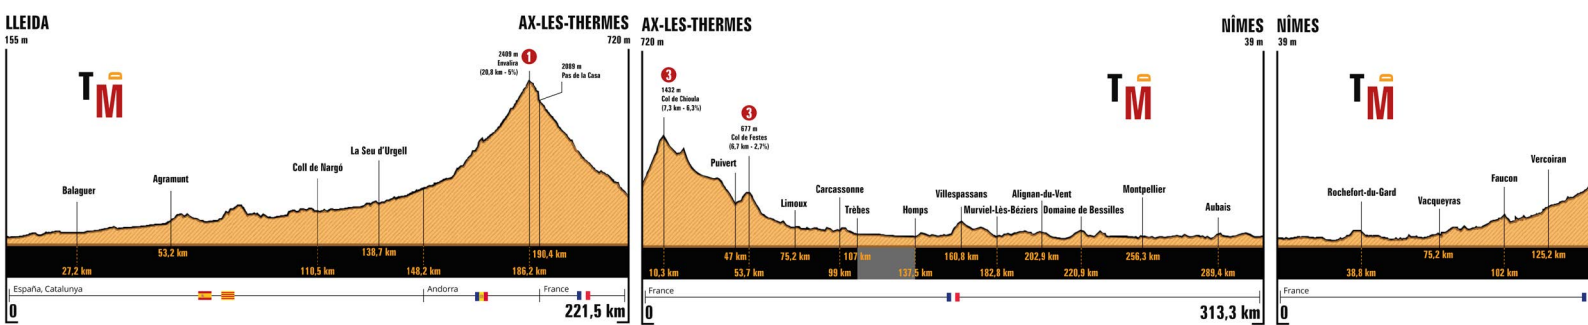 LLEIDA
155 m
AX-LES-THERMES
720 m
T
M
D
Balaguer
Agramunt
Coll de Nargó
La Seu d'Urgell
2409 m
Envalira
(20,8 km - 5%)
1
2089 m
Pas de la Casa
27,2 km
53,2 km
110,5 km
138,7 km
148,2 km
186,2 km
190,4 km
España, Catalunya
Andorra
France
0
221,5 km
AX-LES-THERMES
720 m
NÎMES
39 m
3
1432 m
Col de Chioula
(7,3 km - 6,3%)
3
677 m
Col de Festes
(6,7 km - 2,7%)
T
M
D
Puivert
Limoux
Carcassonne
Trèbes
Homps
Villespassans
Murviel-Lès-Béziers
Alignan-du-Vent
Domaine de Bessilles
Montpellier
Aubais
10,3 km
47 km
53,7 km
75,2 km
99 km
107 km
137,5 km
160,8 km
182,8 km
202,9 km
220,9 km
256,3 km
289,4 km
France
0
313,3 km
NÎMES
39 m
T
M
D
Rochefort-du-Gard
Vacqueyras
Faucon
Vercoiran
38,8 km
75,2 km
102 km
125,2 km
France
0